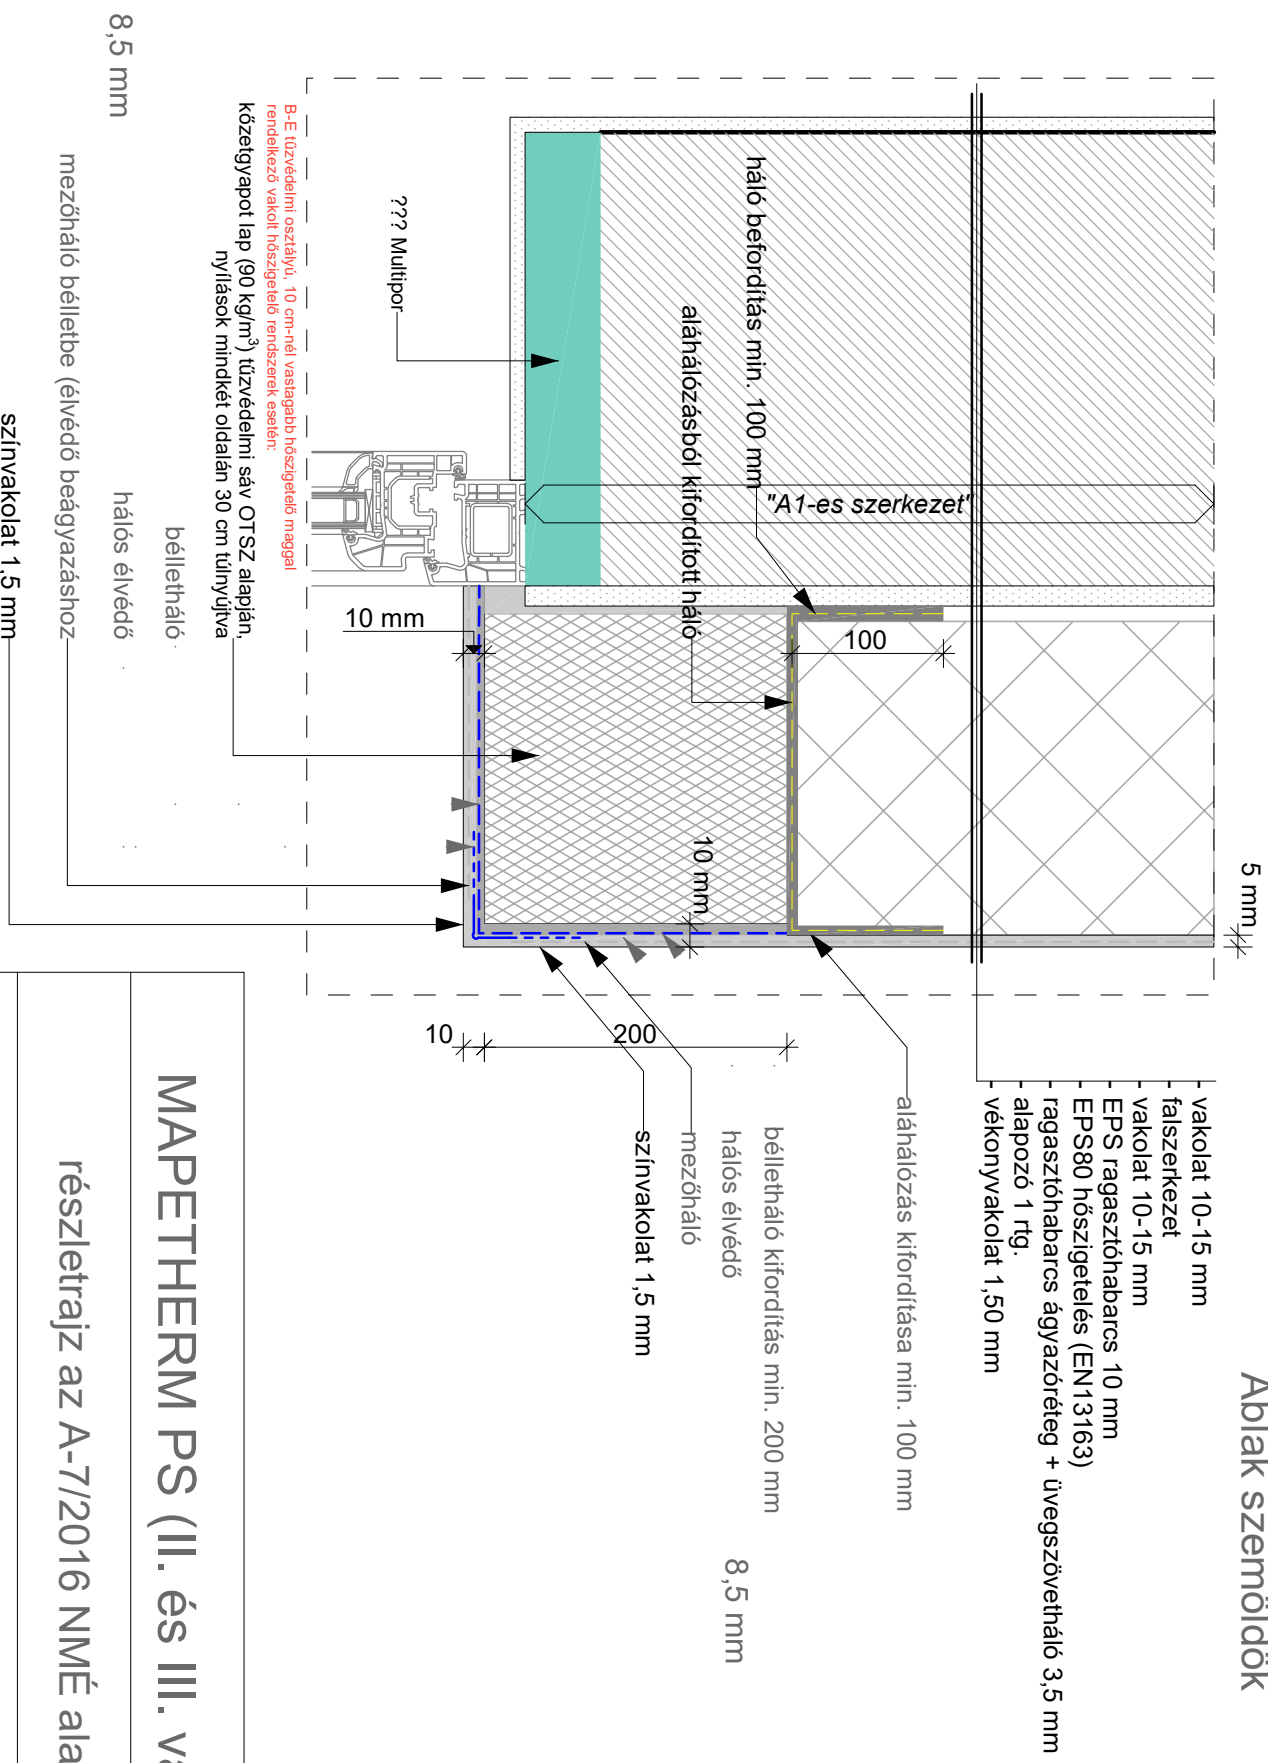 Ablak szemöldök
5 mm
vakolat 10-15 mm
falszerkezet
vakolat 10-15 mm
EPS ragasztóhabarcs 10 mm
EPS80 hőszigetelés (EN13163)
ragasztóhabarcs ágyazóréteg + üvegszövetháló 3,5 mm
alapozó 1 rtg.
vékonyvakolat 1,50 mm
háló befordítás min. 100 mm
"A1-es szerkezet"
aláhálózásból kifordított háló
100
10 mm
aláhálózás kifordítása min. 100 mm
bélletháló kifordítás min. 200 mm
hálós élvédő
mezőháló
színvakolat 1,5 mm
8,5 mm
200
10
??? Multipor
10 mm
B-E tűzvédelmi osztályú, 10 cm-nél vastagabb hőszigetelő maggal
rendelkező vakolt hőszigetelő rendszerek esetén:
kőzetgyapot lap (90 kg/m³) tűzvédelmi sáv OTSZ alapján,
nyílások mindkét oldalán 30 cm túlnyújtva
bélletháló
hálós élvédő
mezőháló bélletbe (élvédő beágyazáshoz
színvakolat 1,5 mm
8,5 mm
MAPETHERM PS (II. és III. va
részletrajz az A-7/2016 NMÉ ala